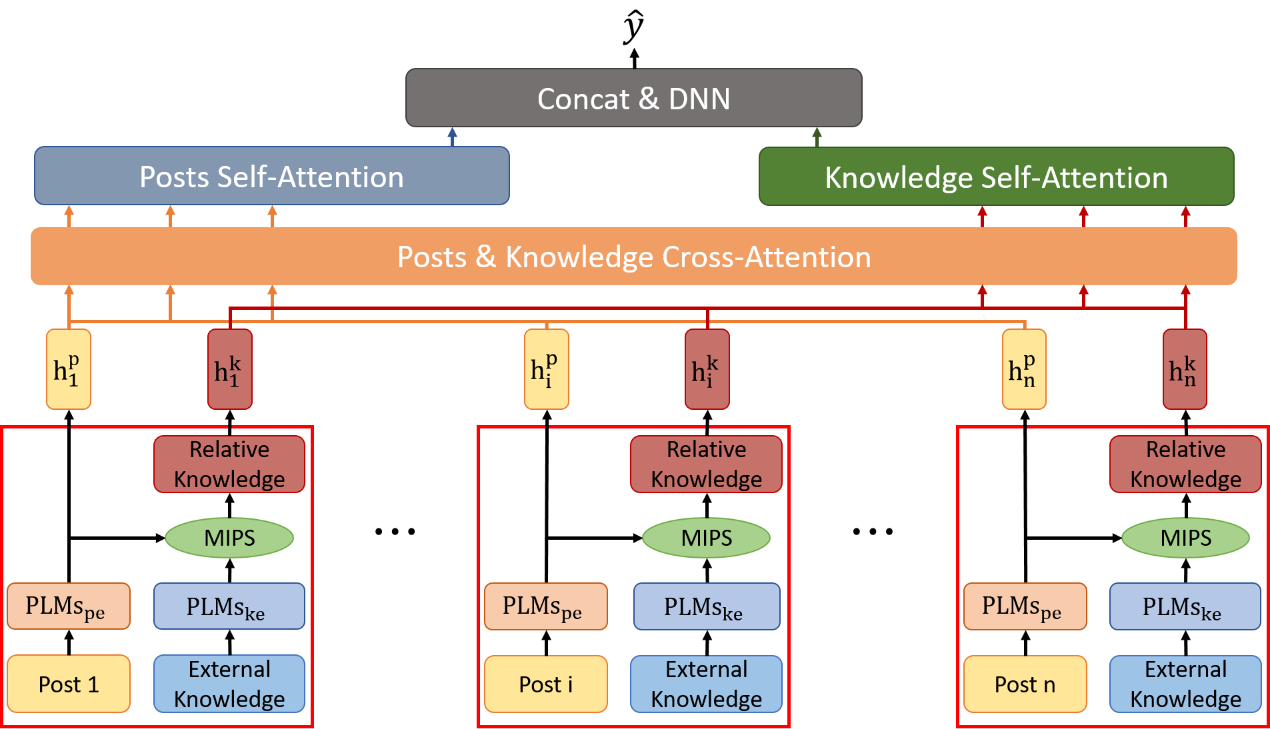 ŷ
Concat & DNN
Posts Self-Attention
Knowledge Self-Attention
Posts & Knowledge Cross-Attention
h₁ᵖ
h₁ᵏ
hᵢᵖ
hᵢᵏ
hₙᵖ
hₙᵏ
Relative
Knowledge
Relative
Knowledge
Relative
Knowledge
MIPS
...
MIPS
...
MIPS
PLMsₚₑ
PLMsₖₑ
PLMsₚₑ
PLMsₖₑ
PLMsₚₑ
PLMsₖₑ
Post 1
External
Knowledge
Post i
External
Knowledge
Post n
External
Knowledge